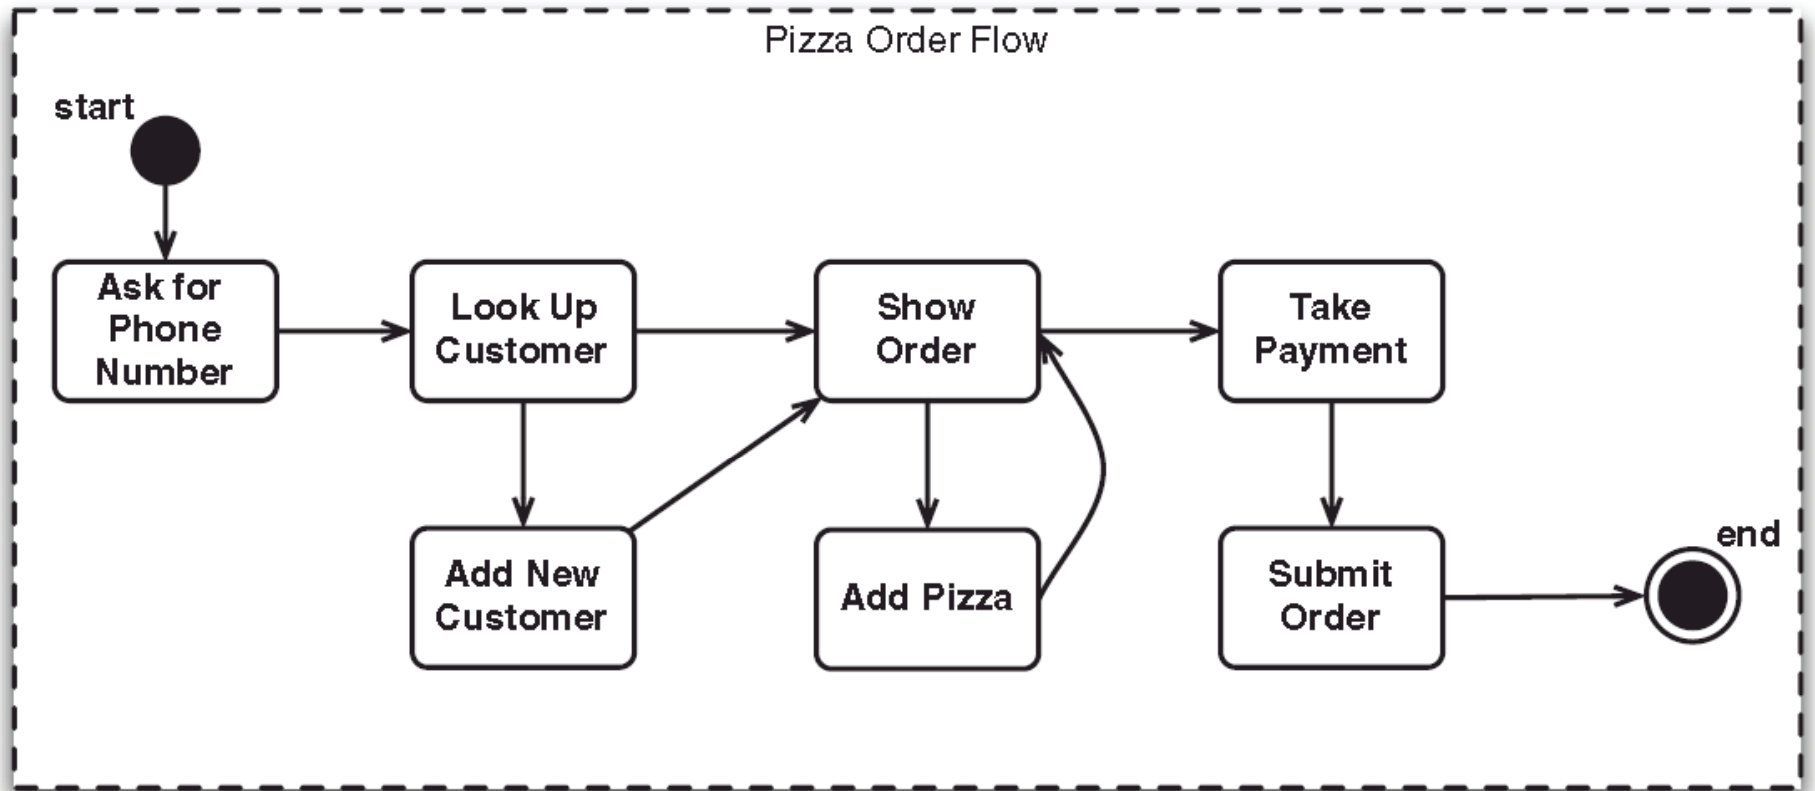 Pizza Order Flow
start
Ask for
Phone
Number
Look Up
Customer
Show
Order
Take
Payment
Add New
Customer
Add Pizza
Submit
Order
end